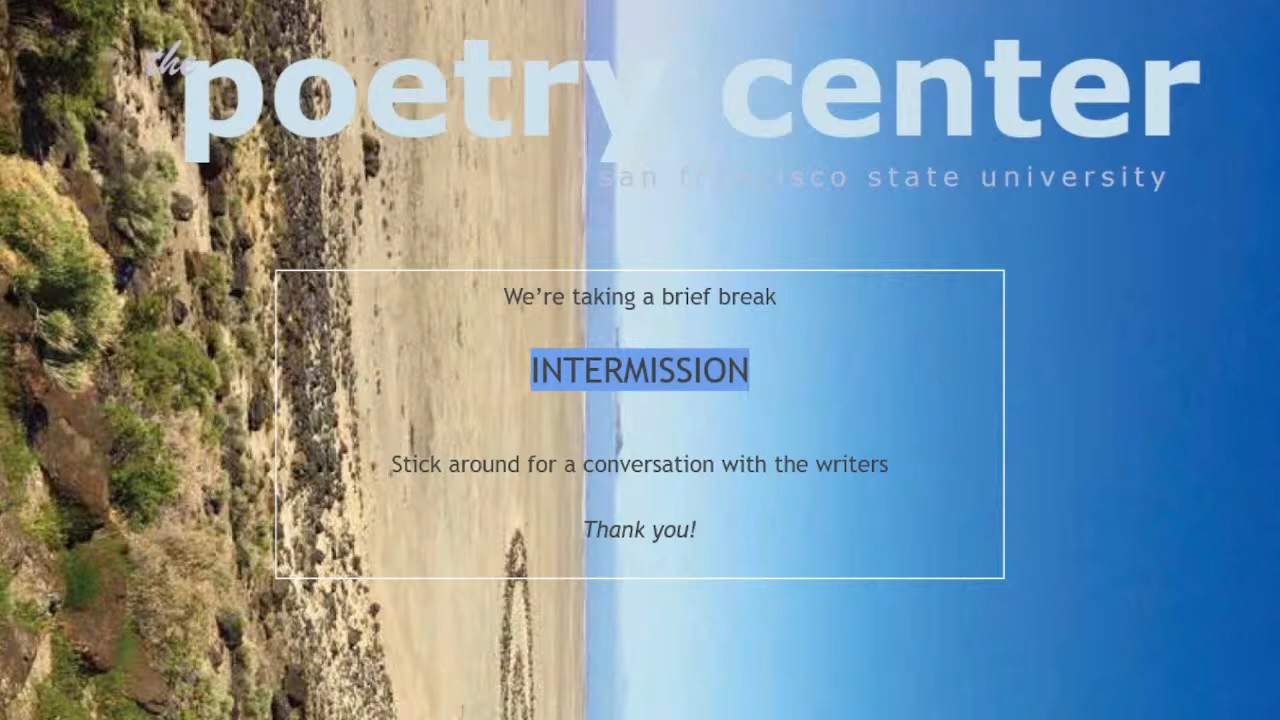 the poetry center
san francisco state university
We’re taking a brief break
INTERMISSION
Stick around for a conversation with the writers
Thank you!